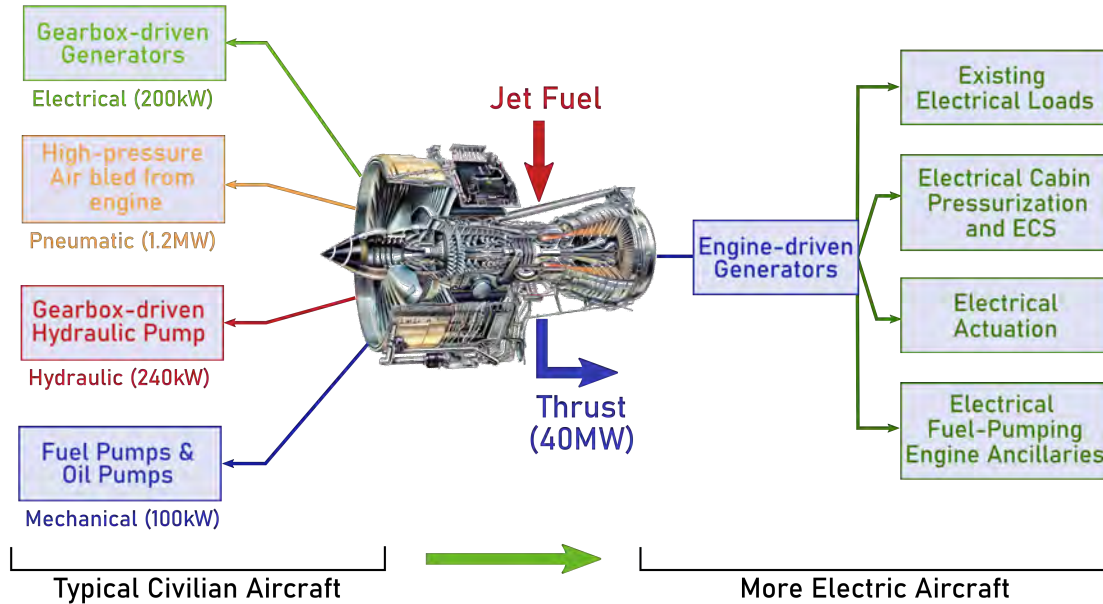 Gearbox-driven
Generators
Electrical (200kW)
High-pressure
Air bled from
engine
Pneumatic (1.2MW)
Gearbox-driven
Hydraulic Pump
Hydraulic (240kW)
Fuel Pumps &
Oil Pumps
Mechanical (100kW)
Typical Civilian Aircraft
Jet Fuel
Thrust
(40MW)
Engine-driven
Generators
Existing
Electrical Loads
Electrical Cabin
Pressurization
and ECS
Electrical
Actuation
Electrical
Fuel-Pumping
Engine Ancillaries
More Electric Aircraft